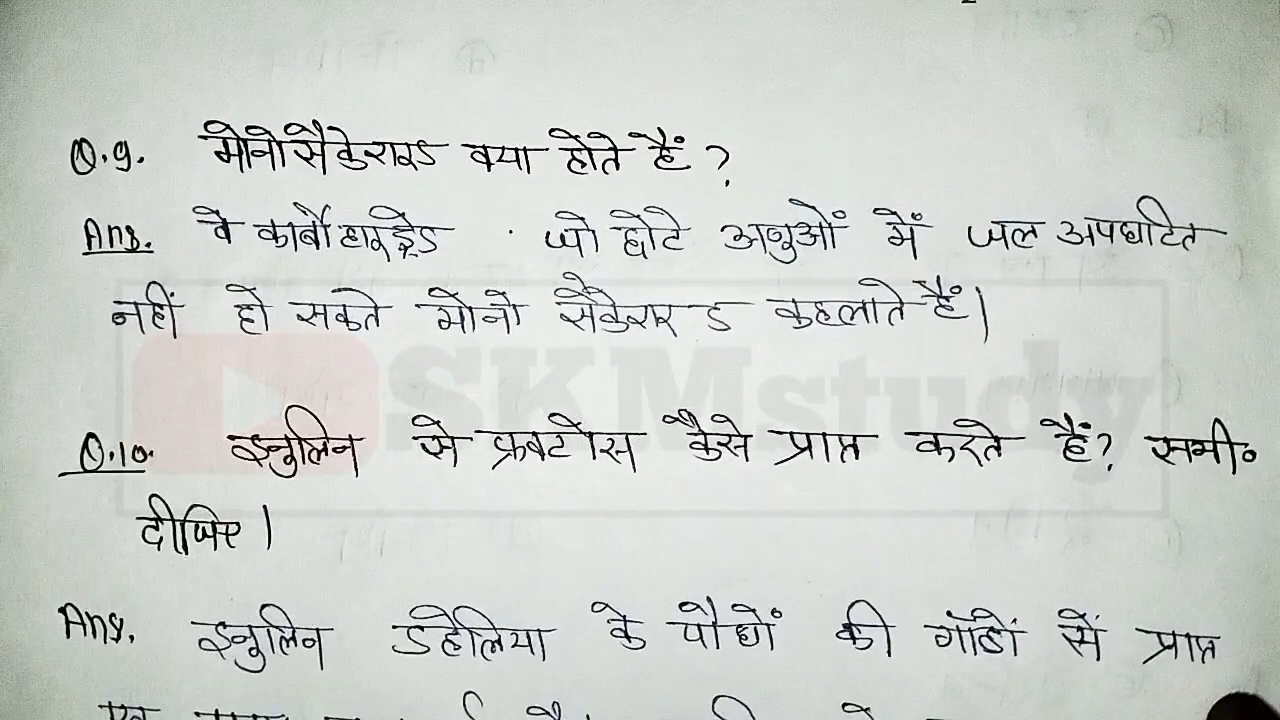 Q.9. मोनोसैकेराइड क्या होते हैं?
Ans. वे कार्बोहाइड्रेड जो छोटे अणुओं में जल अपघटित
नहीं हो सकते मोनो सैकेराइड कहलाते हैं।
SKMstudy
Q.10. इनुलिन से फ्रक्टोस कैसे प्राप्त करते हैं? समी०
दीजिए।
Ans. इनुलिन डहेलिया के पौधों की गांठों से प्राप्त